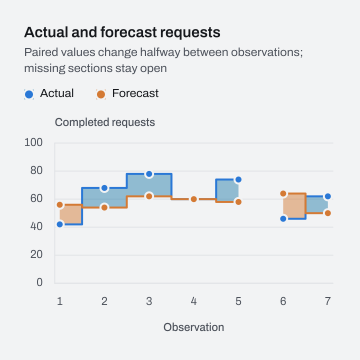 Actual and forecast requests
Paired values change halfway between observations;
missing sections stay open
Actual Forecast
Completed requests
100
80
60
40
20
0
1 2 3 4 5 6 7
Observation